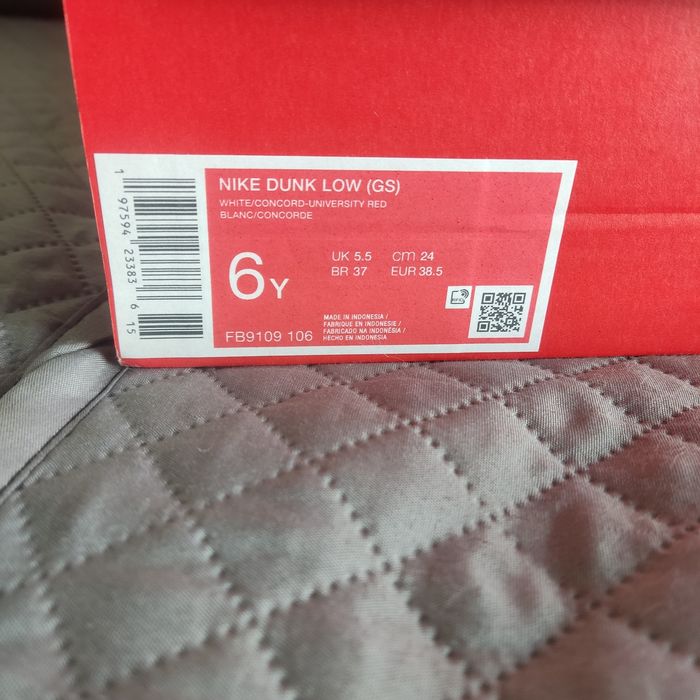 1 97594 23383 6 15
NIKE DUNK LOW (GS)
WHITE/CONCORD-UNIVERSITY RED
BLANC/CONCORDE
6Y
UK 5.5 cm 24
BR 37 EUR 38.5
MADE IN INDONESIA /
FABRIQUE EN INDONESIE /
FABRICADO NA INDONÉSIA /
HECHO EN INDONESIA
RFID
FB9109 106